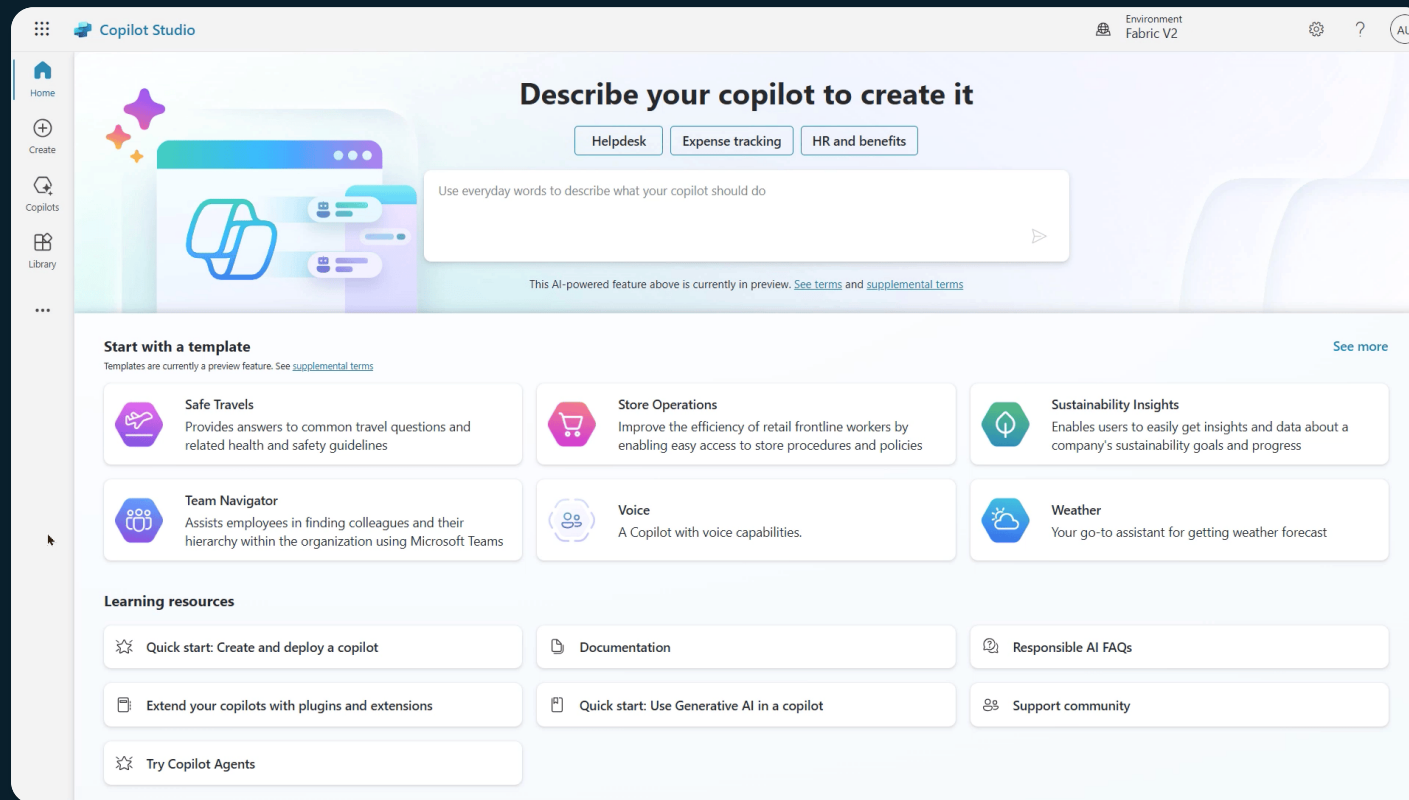 Copilot Studio
Environment
Fabric V2
?
AU
Home
Create
Copilots
Library
Describe your copilot to create it
Helpdesk
Expense tracking
HR and benefits
Use everyday words to describe what your copilot should do
This AI-powered feature above is currently in preview. See terms and supplemental terms
Start with a template
See more
Templates are currently a preview feature. See supplemental terms
Safe Travels
Provides answers to common travel questions and
related health and safety guidelines
Store Operations
Improve the efficiency of retail frontline workers by
enabling easy access to store procedures and policies
Sustainability Insights
Enables users to easily get insights and data about a
company's sustainability goals and progress
Team Navigator
Assists employees in finding colleagues and their
hierarchy within the organization using Microsoft Teams
Voice
A Copilot with voice capabilities.
Weather
Your go-to assistant for getting weather forecast
Learning resources
Quick start: Create and deploy a copilot
Documentation
Responsible AI FAQs
Extend your copilots with plugins and extensions
Quick start: Use Generative AI in a copilot
Support community
Try Copilot Agents